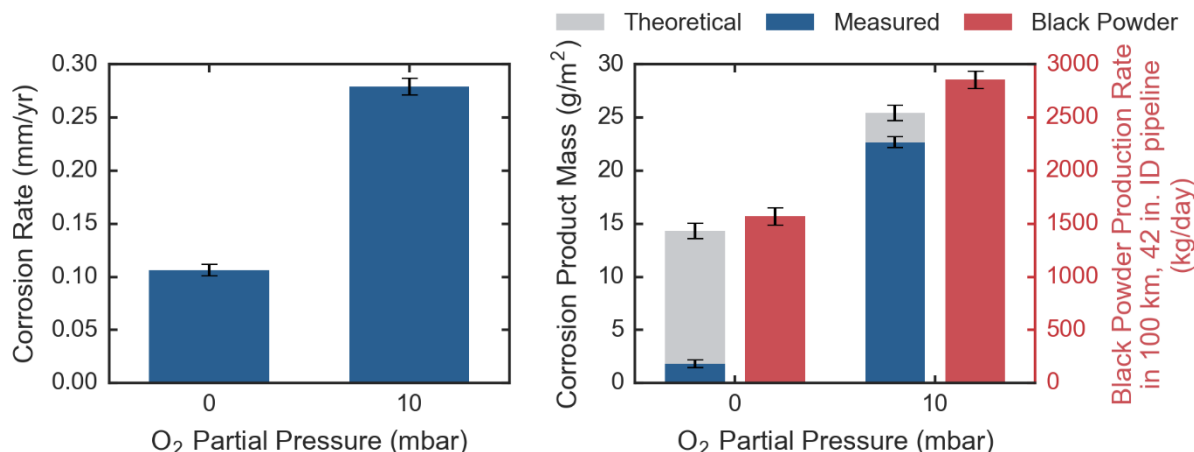 Theoretical Measured Black Powder
Corrosion Rate (mm/yr)
0.30
0.25
0.20
0.15
0.10
0.05
0.00
0 10
O₂ Partial Pressure (mbar)
Corrosion Product Mass (g/m²)
30
25
20
15
10
5
0
0 10
O₂ Partial Pressure (mbar)
3000
2500
2000
1500
1000
500
0
Black Powder Production Rate
in 100 km, 42 in. ID pipeline
(kg/day)